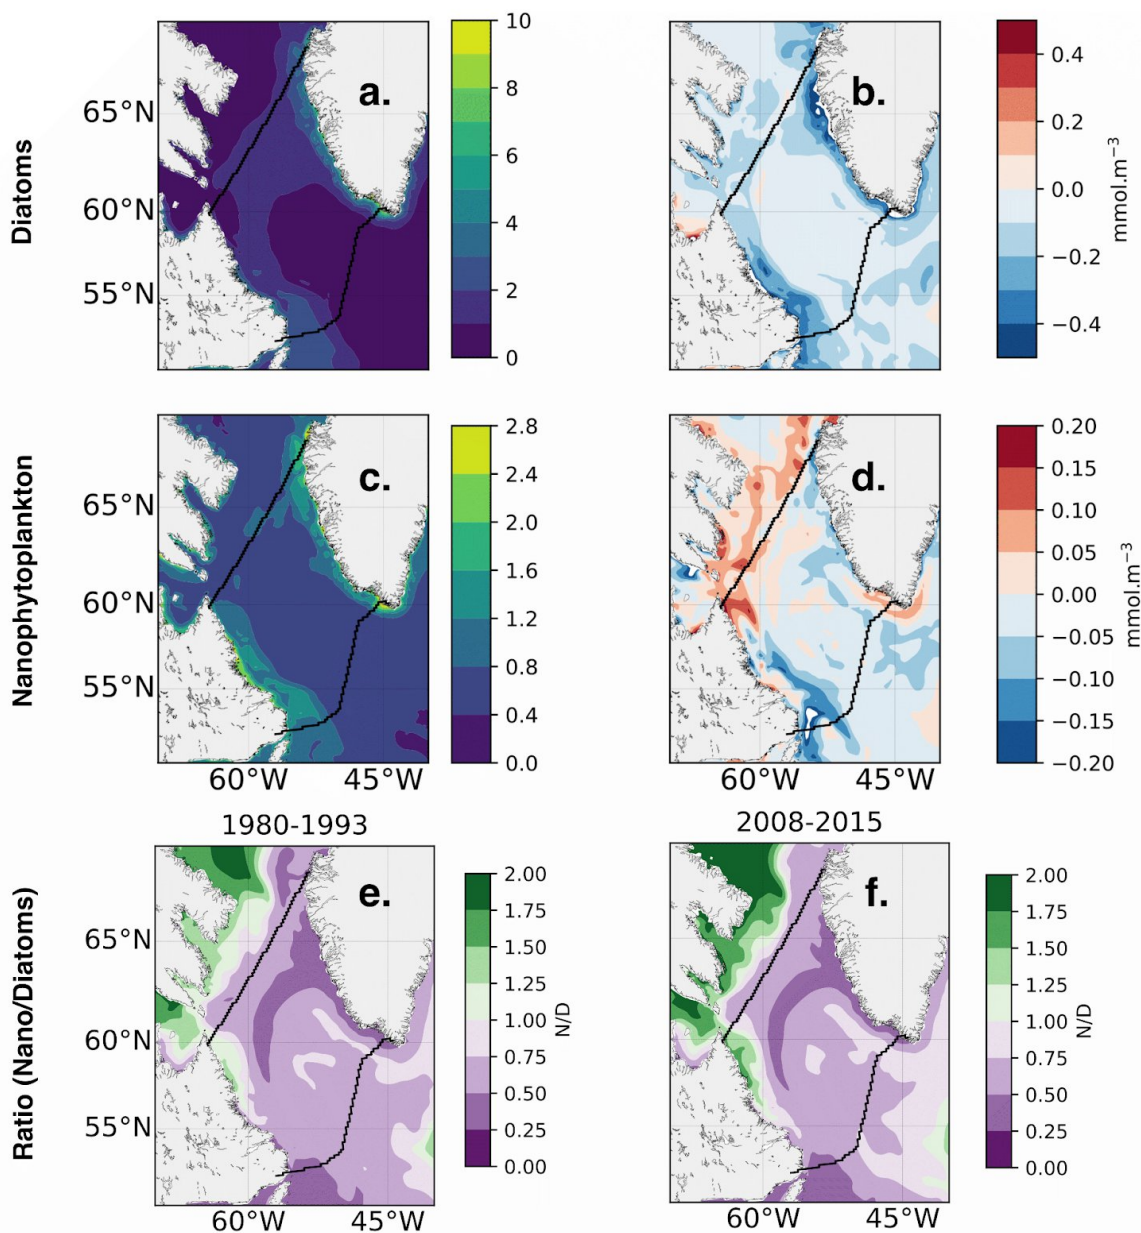 Diatoms
65°N
60°N
55°N
a.
10
8
6
4
2
0
b.
0.4
0.2
0.0
−0.2
−0.4
mmol.m⁻³
Nanophytoplankton
65°N
60°N
55°N
60°W 45°W
c.
2.8
2.4
2.0
1.6
1.2
0.8
0.4
0.0
60°W 45°W
d.
0.20
0.15
0.10
0.05
0.00
−0.05
−0.10
−0.15
−0.20
mmol.m⁻³
Ratio (Nano/Diatoms)
1980-1993
65°N
60°N
55°N
60°W 45°W
e.
2.00
1.75
1.50
1.25
1.00
0.75
0.50
0.25
0.00
N/D
2008-2015
60°W 45°W
f.
2.00
1.75
1.50
1.25
1.00
0.75
0.50
0.25
0.00
N/D